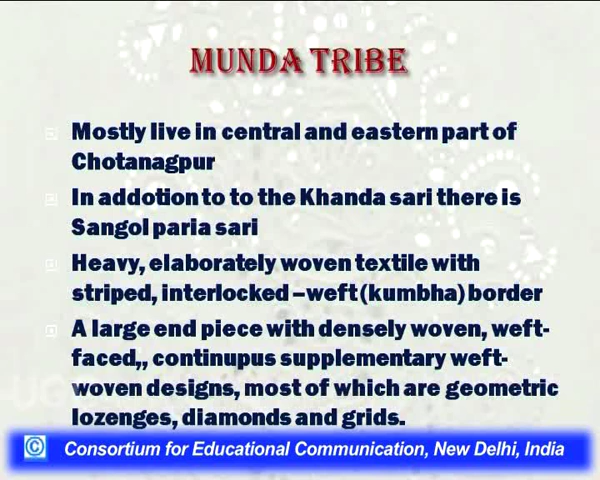 MUNDA TRIBE
Mostly live in central and eastern part of
Chotanagpur
In addotion to to the Khanda sari there is
Sangol paria sari
Heavy, elaborately woven textile with
striped, interlocked –weft (kumbha) border
A large end piece with densely woven, weft-
faced,, continupus supplementary weft-
woven designs, most of which are geometric
lozenges, diamonds and grids.
© Consortium for Educational Communication, New Delhi, India